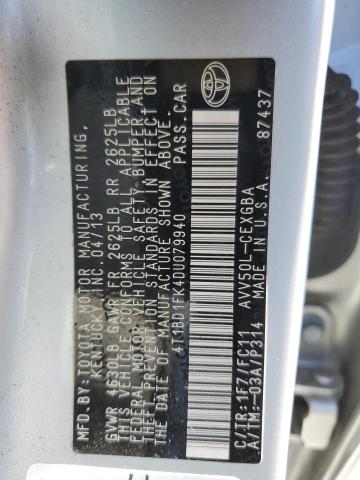 MFD BY: TOYOTA MOTOR MANUFACTURING,
KENTUCKY, INC. 04/13
GVWR 4630LB GAWR FR 2625LB RR 2625LB
THIS VEHICLE CONFORMS TO ALL APPLICABLE
FEDERAL MOTOR VEHICLE SAFETY, BUMPER, AND
THEFT PREVENTION STANDARDS IN EFFECT ON
THE DATE OF MANUFACTURE SHOWN ABOVE.
4T1BD1FK4DU079940 PASS. CAR
C/TR: 1F7/FC11 AVV50L-CEXGBA
A/TM: -03A/P314 87437
TOYOTA